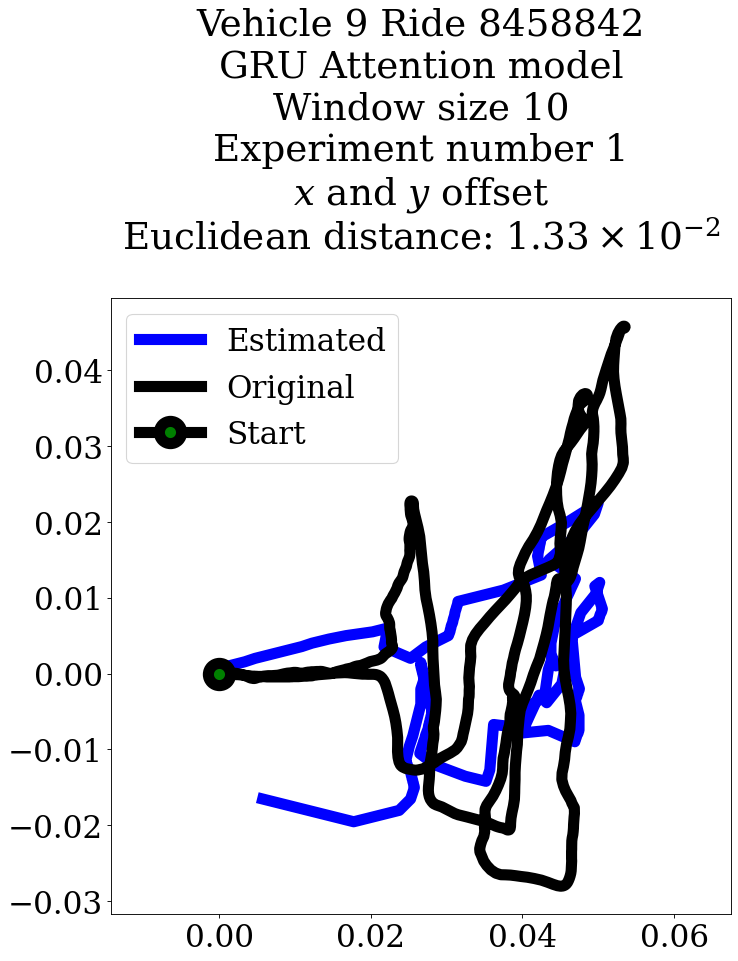 Vehicle 9 Ride 8458842
GRU Attention model
Window size 10
Experiment number 1
x and y offset
Euclidean distance: 1.33 × 10⁻²
Estimated
Original
Start
0.04
0.03
0.02
0.01
0.00
−0.01
−0.02
−0.03
0.00 0.02 0.04 0.06